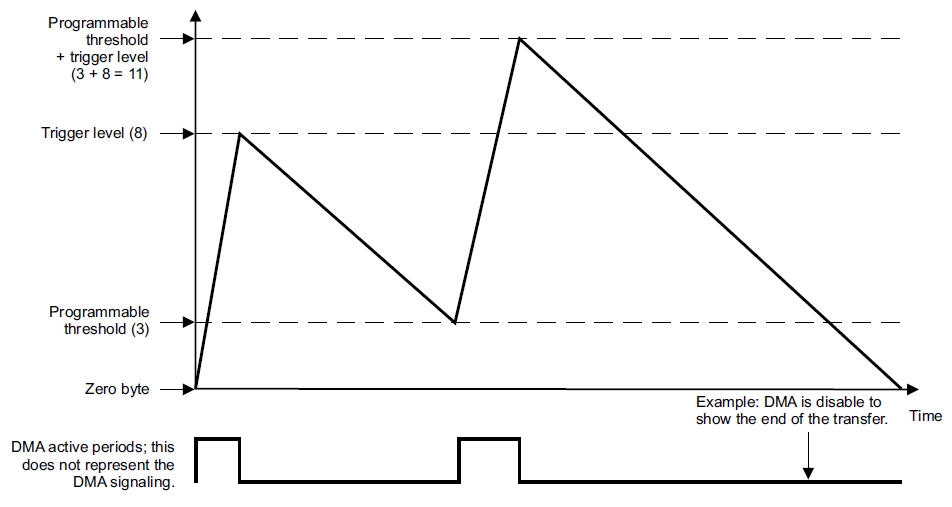 Programmable
threshold
+ trigger level
(3 + 8 = 11)
Trigger level (8)
Programmable
threshold (3)
Zero byte
Example: DMA is disable to
show the end of the transfer.
Time
DMA active periods; this
does not represent the
DMA signaling.